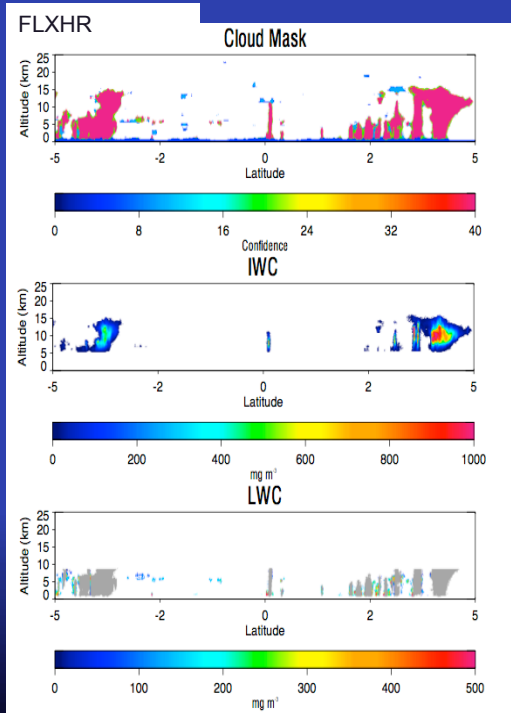 FLXHR
Cloud Mask
Altitude (km)
25
20
15
10
5
0
-5 -2 0 2 5
Latitude
0 8 16 24 32 40
Confidence
IWC
Altitude (km)
25
20
15
10
5
0
-5 -2 0 2 5
Latitude
0 200 400 600 800 1000
mg m⁻³
LWC
Altitude (km)
25
20
15
10
5
0
-5 -2 0 2 5
Latitude
0 100 200 300 400 500
mg m⁻³